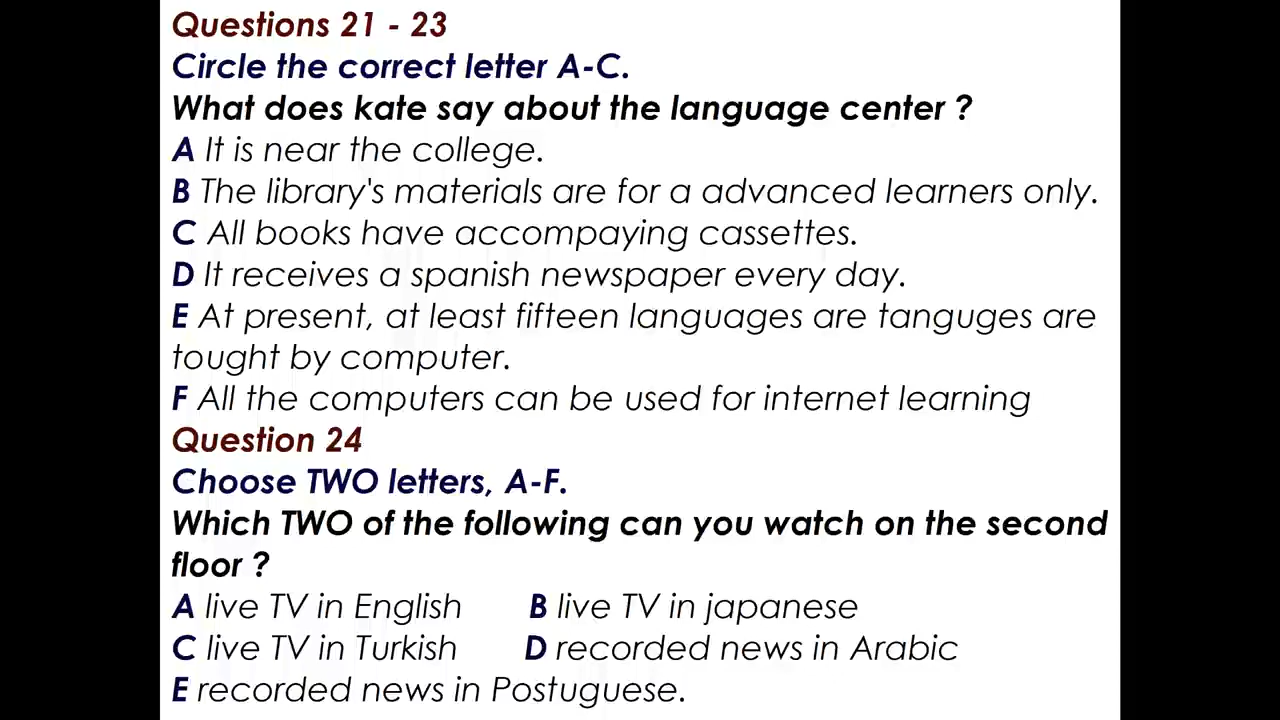 Questions 21 - 23
Circle the correct letter A-C.
What does kate say about the language center ?
A It is near the college.
B The library's materials are for a advanced learners only.
C All books have accompaying cassettes.
D It receives a spanish newspaper every day.
E At present, at least fifteen languages are tanguges are
tought by computer.
F All the computers can be used for internet learning
Question 24
Choose TWO letters, A-F.
Which TWO of the following can you watch on the second
floor ?
A live TV in English B live TV in japanese
C live TV in Turkish D recorded news in Arabic
E recorded news in Postuguese.